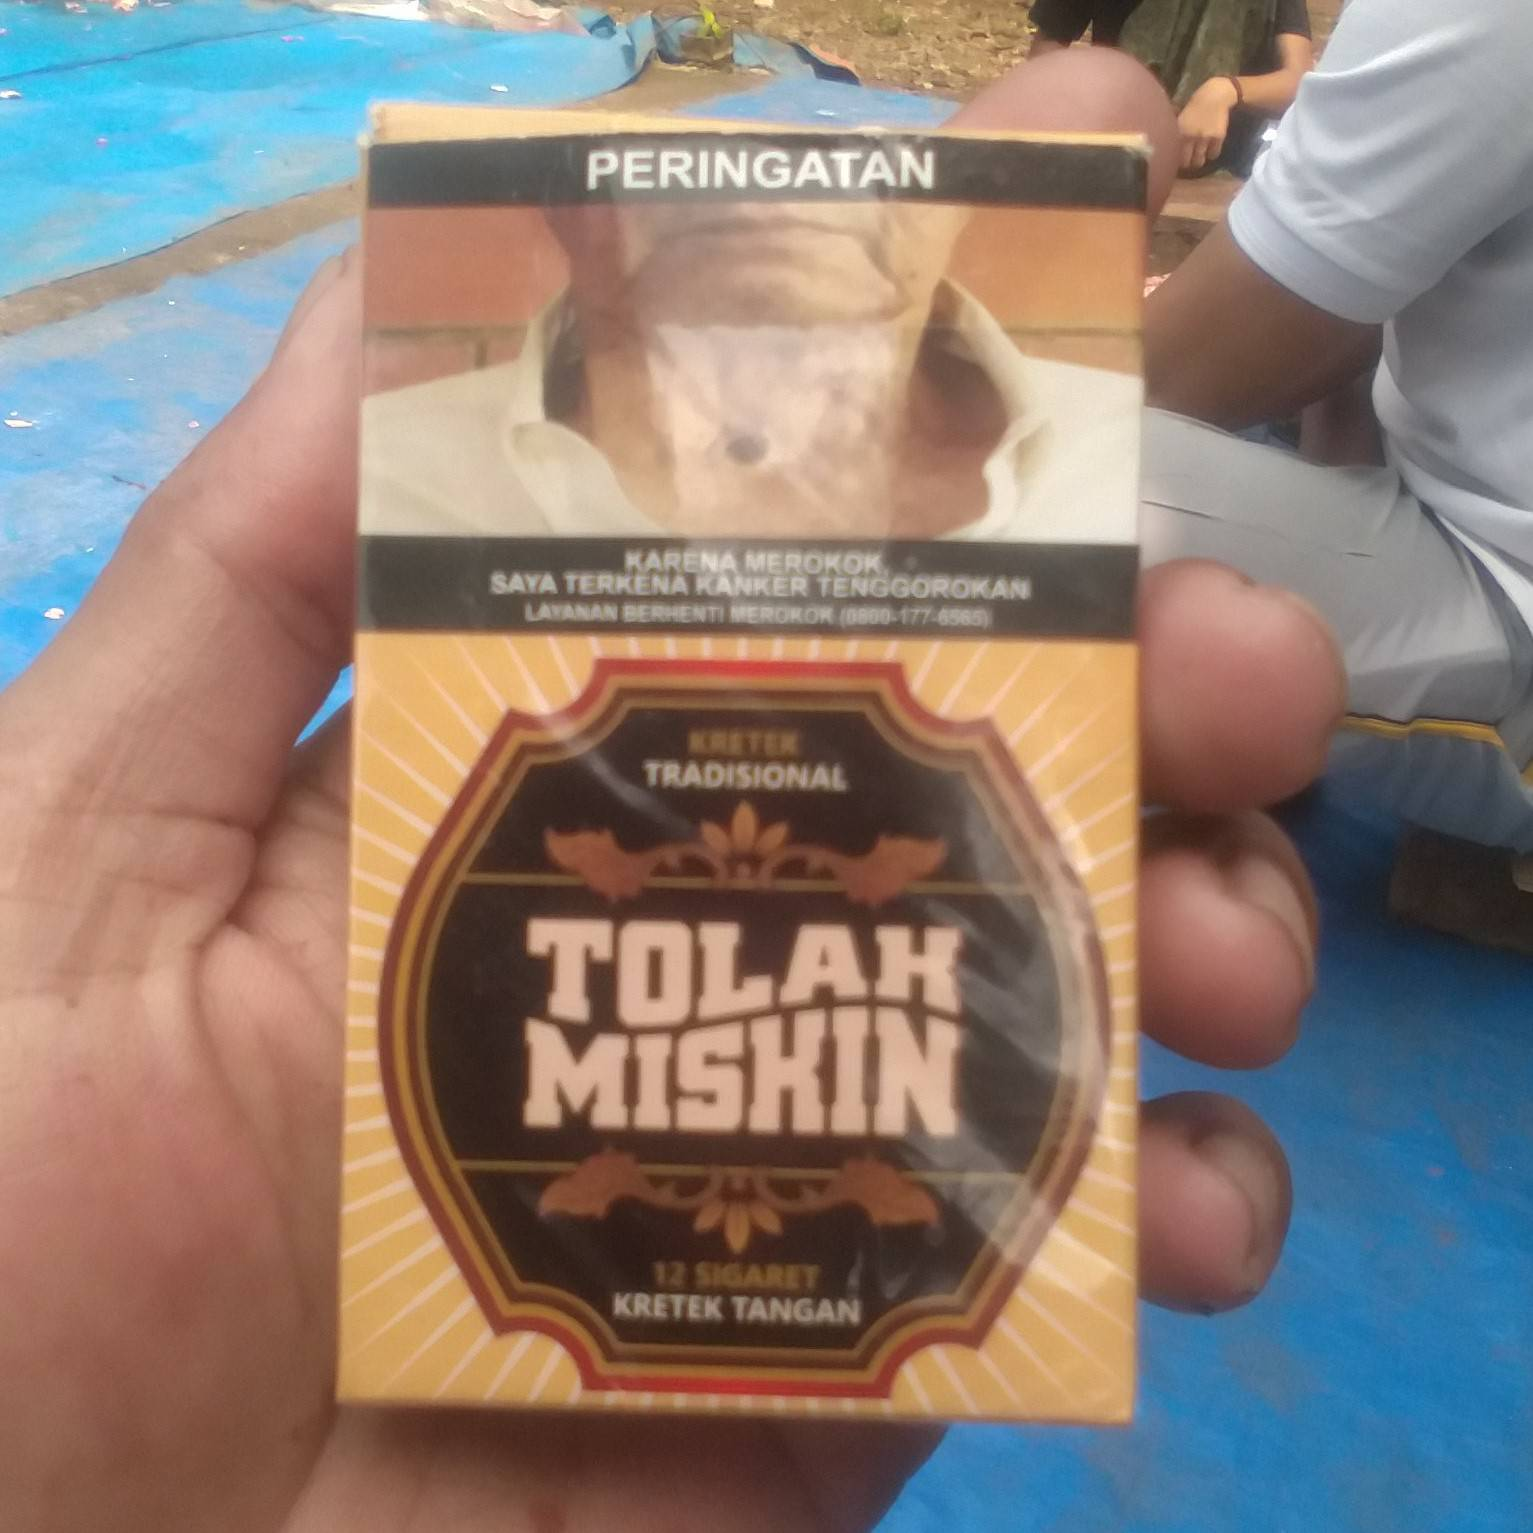 PERINGATAN
KARENA MEROKOK,
SAYA TERKENA KANKER TENGGOROKAN
LAYANAN BERHENTI MEROKOK (0800-177-6565)
KRETEK
TRADISIONAL
TOLAK
MISKIN
12 SIGARET
KRETEK TANGAN